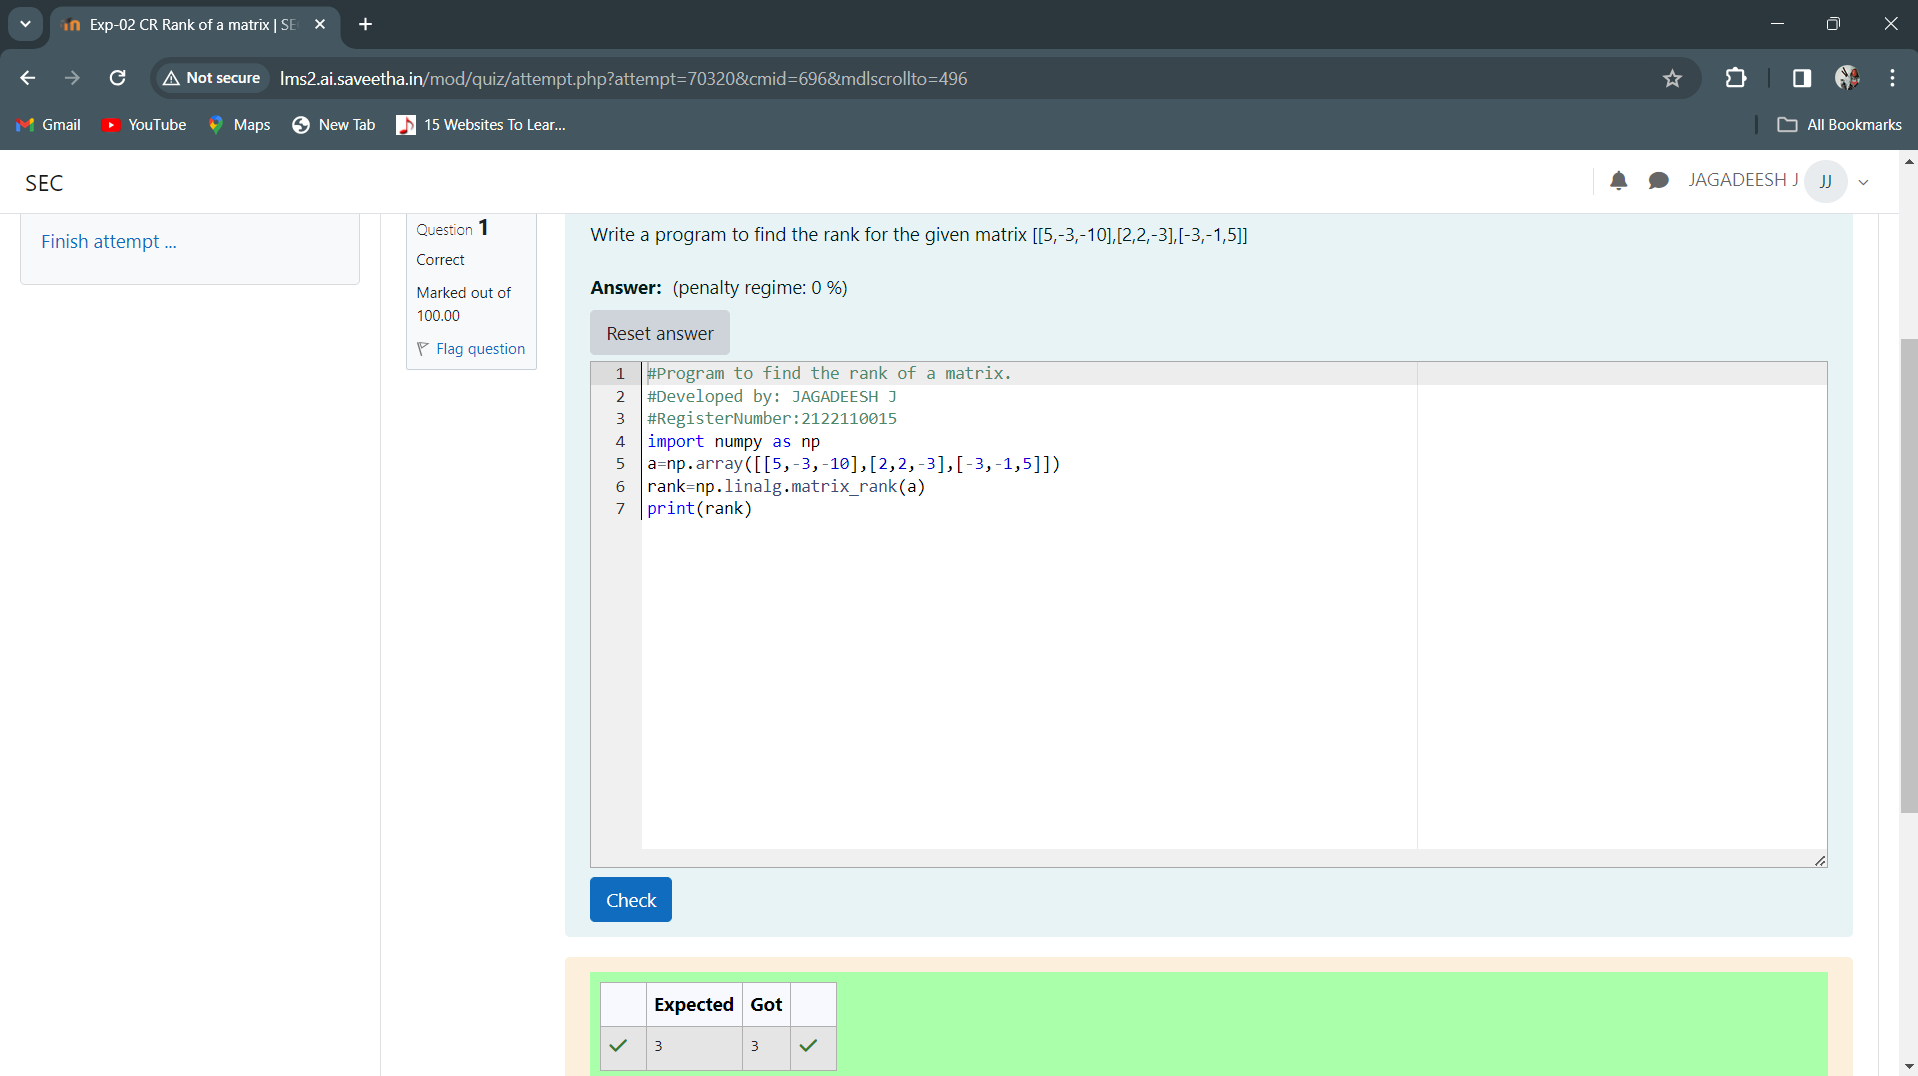 Exp-02 CR Rank of a matrix | SE
Not secure lms2.ai.saveetha.in/mod/quiz/attempt.php?attempt=70320&cmid=696&mdlscrollto=496
Gmail YouTube Maps New Tab 15 Websites To Lear... All Bookmarks
SEC
JAGADEESH J JJ
Finish attempt ...
Question 1
Correct
Marked out of
100.00
Flag question
Write a program to find the rank for the given matrix [[5,-3,-10],[2,2,-3],[-3,-1,5]]
Answer: (penalty regime: 0 %)
Reset answer
1 #Program to find the rank of a matrix.
2 #Developed by: JAGADEESH J
3 #RegisterNumber:2122110015
4 import numpy as np
5 a=np.array([[5,-3,-10],[2,2,-3],[-3,-1,5]])
6 rank=np.linalg.matrix_rank(a)
7 print(rank)
Check
Expected Got
3 3